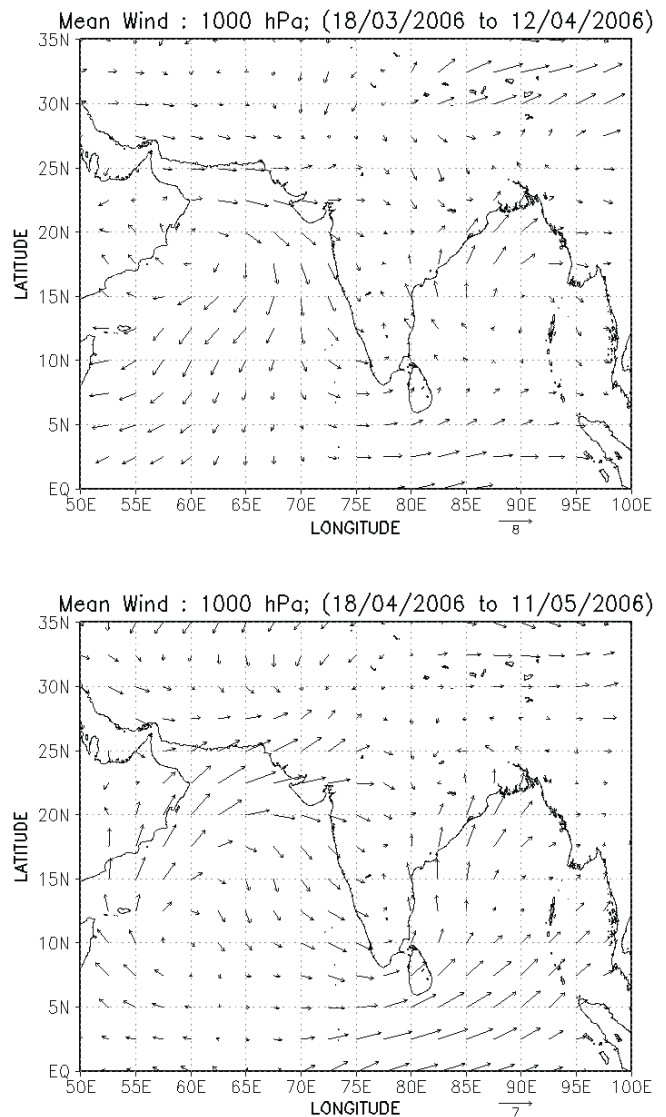 Mean Wind : 1000 hPa; (18/03/2006 to 12/04/2006)
35N
30N
25N
20N
15N
10N
5N
EQ
LATITUDE
50E 55E 60E 65E 70E 75E 80E 85E 90E 95E 100E
LONGITUDE
8
Mean Wind : 1000 hPa; (18/04/2006 to 11/05/2006)
35N
30N
25N
20N
15N
10N
5N
EQ
LATITUDE
50E 55E 60E 65E 70E 75E 80E 85E 90E 95E 100E
LONGITUDE
7